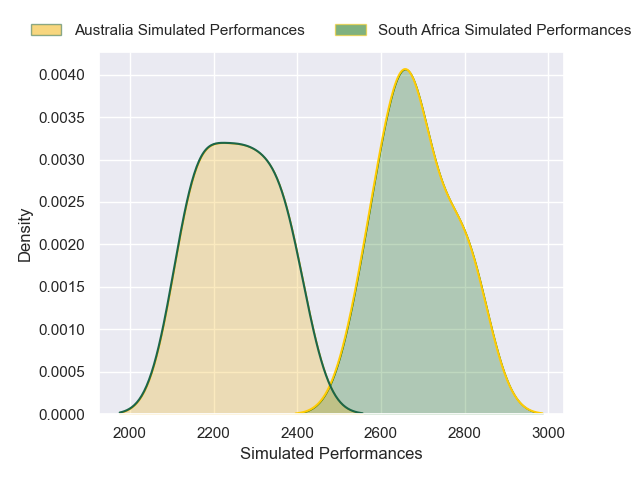 Australia Simulated Performances
South Africa Simulated Performances
0.0040
0.0035
0.0030
0.0025
0.0020
0.0015
0.0010
0.0005
0.0000
Density
2000 2200 2400 2600 2800 3000
Simulated Performances